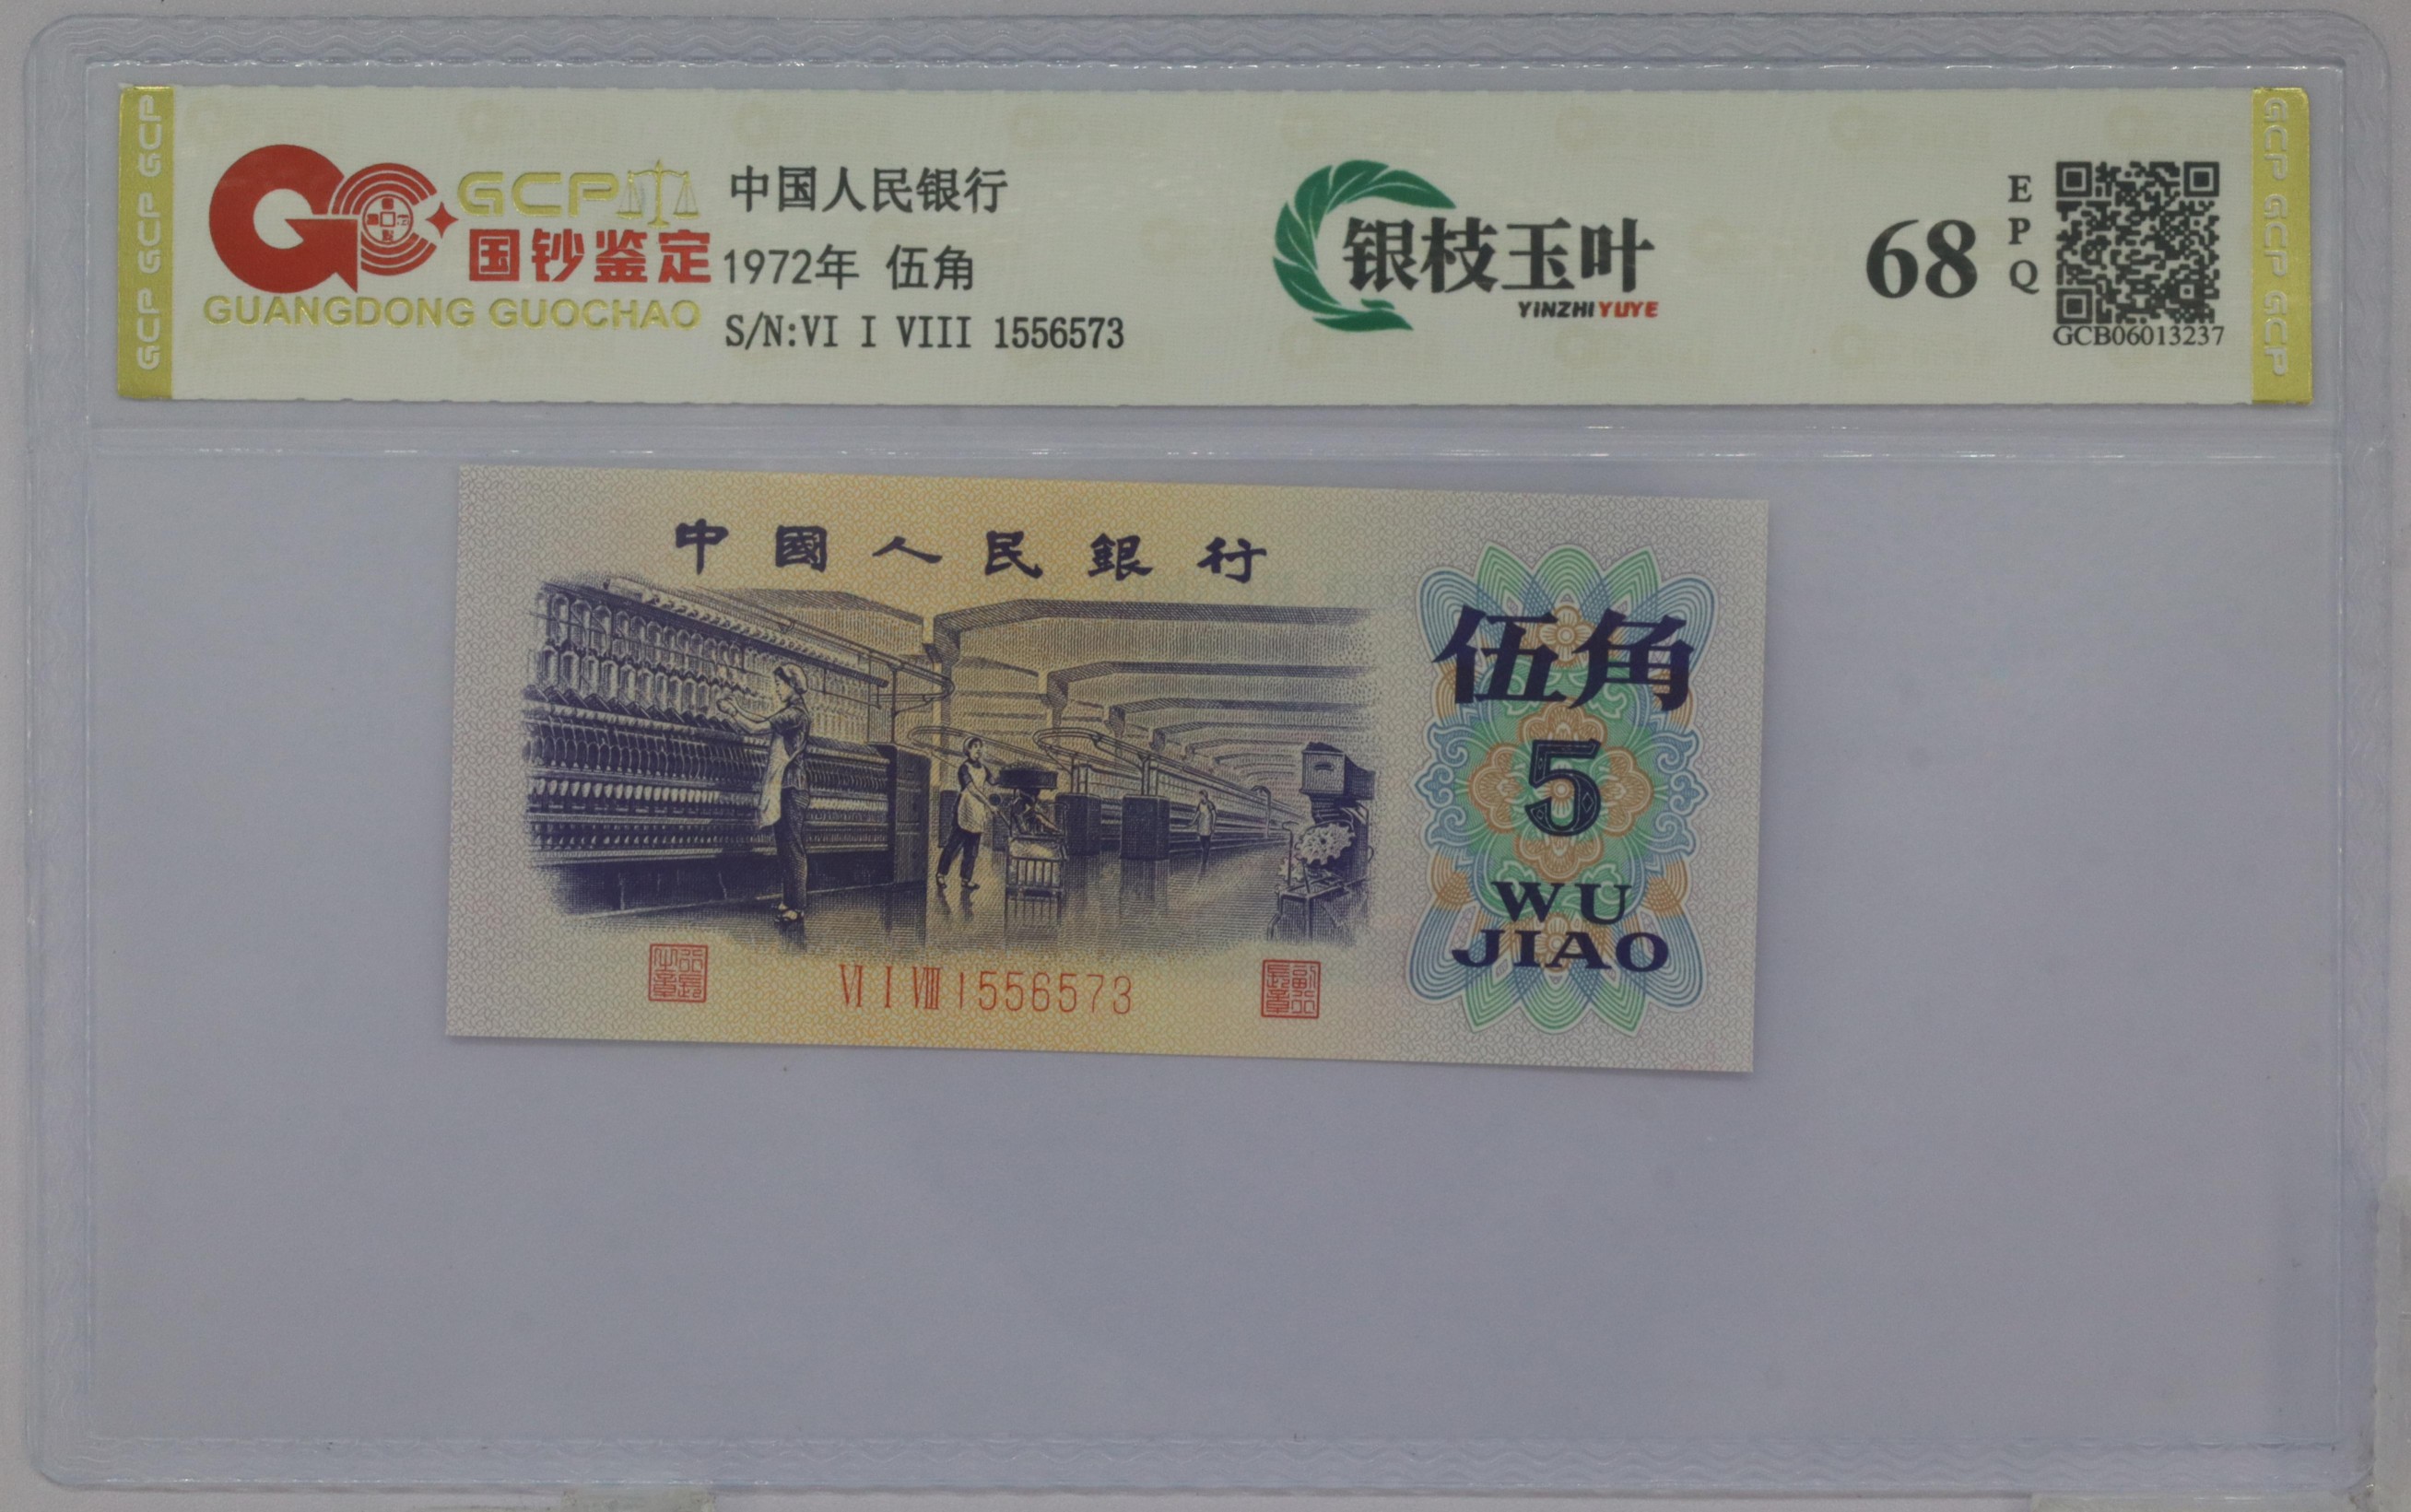 GCP GCP GCP
GCP
国钞鉴定
GUANGDONG GUOCHAO
中国人民银行
1972年 伍角
S/N:VI I VIII 1556573
银枝玉叶
YINZHIYUYE
68
EPQ
GCB06013237
GCP GCP GCP
中國人民銀行
伍角
5
WU
JIAO
VI I VIII 1556573